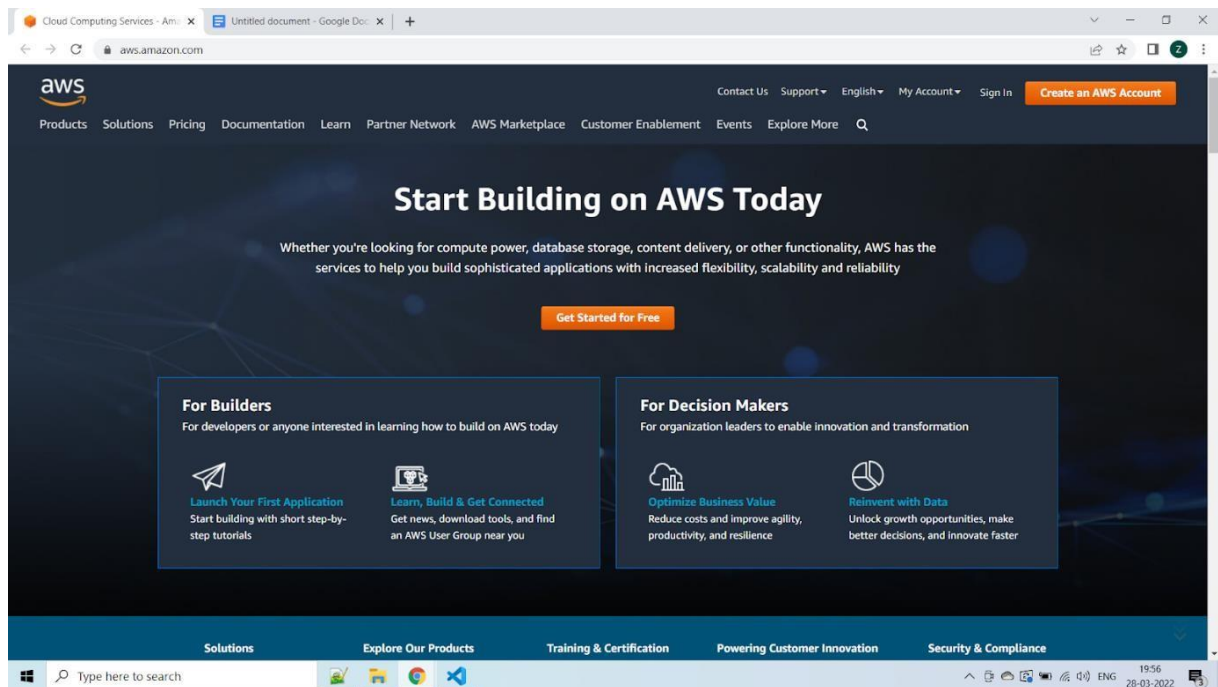 Cloud Computing Services - Am
Untitled document - Google Doc
aws.amazon.com
Z
aws
Contact Us Support English My Account Sign In Create an AWS Account
Products Solutions Pricing Documentation Learn Partner Network AWS Marketplace Customer Enablement Events Explore More
Start Building on AWS Today
Whether you're looking for compute power, database storage, content delivery, or other functionality, AWS has the
services to help you build sophisticated applications with increased flexibility, scalability and reliability
Get Started for Free
For Builders
For developers or anyone interested in learning how to build on AWS today
Launch Your First Application
Start building with short step-by-
step tutorials
Learn, Build & Get Connected
Get news, download tools, and find
an AWS User Group near you
For Decision Makers
For organization leaders to enable innovation and transformation
Optimize Business Value
Reduce costs and improve agility,
productivity, and resilience
Reinvent with Data
Unlock growth opportunities, make
better decisions, and innovate faster
Solutions Explore Our Products Training & Certification Powering Customer Innovation Security & Compliance
Type here to search
ENG
19:56
28-03-2022
3